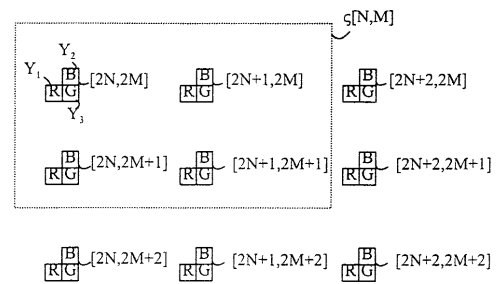 ς[N,M]
Y₂
Y₁ B [2N,2M] B [2N+1,2M] B [2N+2,2M]
R G R G R G
Y₃
B [2N,2M+1] B [2N+1,2M+1] B [2N+2,2M+1]
R G R G R G
B [2N,2M+2] B [2N+1,2M+2] B [2N+2,2M+2]
R G R G R G